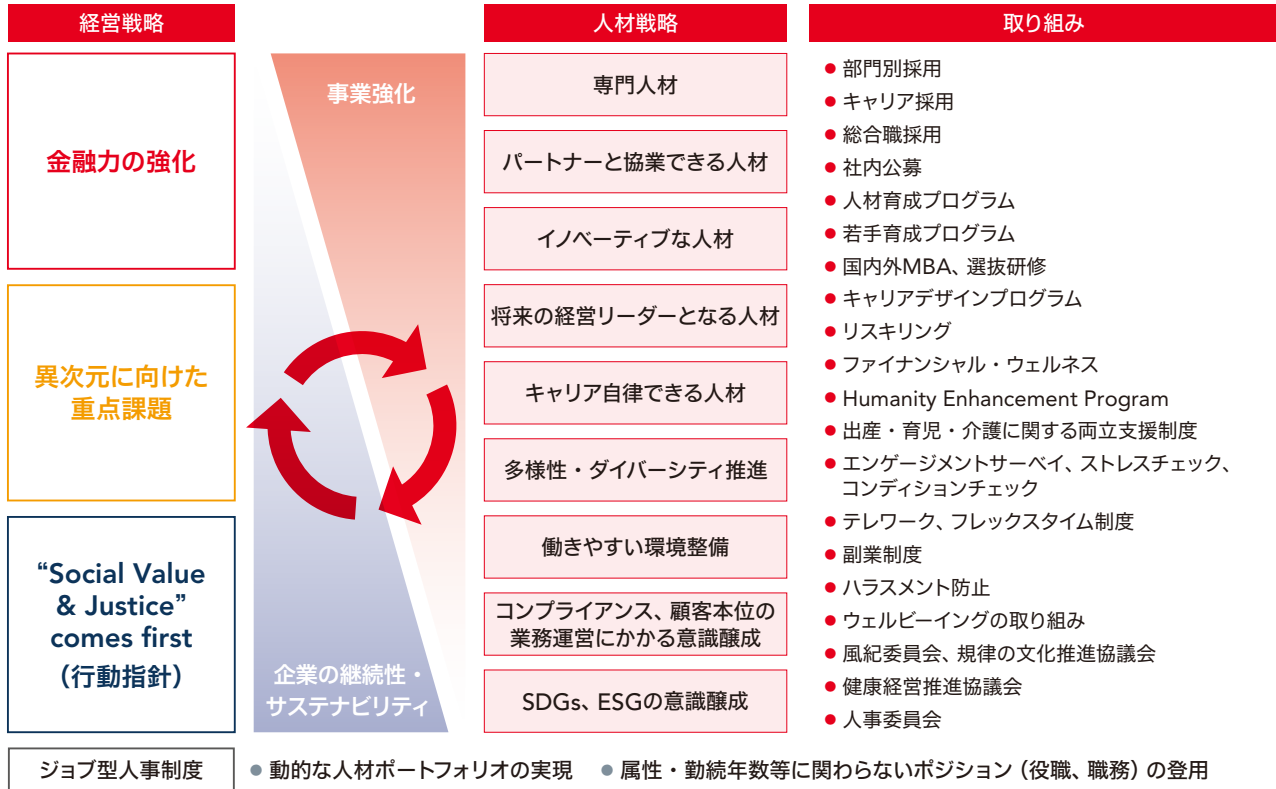 経営戦略
人材戦略
取り組み
金融力の強化
異次元に向けた
重点課題
“Social Value
& Justice”
comes first
（行動指針）
事業強化
企業の継続性・
サステナビリティ
専門人材
パートナーと協業できる人材
イノベーティブな人材
将来の経営リーダーとなる人材
キャリア自律できる人材
多様性・ダイバーシティ推進
働きやすい環境整備
コンプライアンス、顧客本位の
業務運営にかかる意識醸成
SDGs、ESGの意識醸成
● 部門別採用
● キャリア採用
● 総合職採用
● 社内公募
● 人材育成プログラム
● 若手育成プログラム
● 国内外MBA、選抜研修
● キャリアデザインプログラム
● リスキリング
● ファイナンシャル・ウェルネス
● Humanity Enhancement Program
● 出産・育児・介護に関する両立支援制度
● エンゲージメントサーベイ、ストレスチェック、
コンディションチェック
● テレワーク、フレックスタイム制度
● 副業制度
● ハラスメント防止
● ウェルビーイングの取り組み
● 風紀委員会、規律の文化推進協議会
● 健康経営推進協議会
● 人事委員会
ジョブ型人事制度
● 動的な人材ポートフォリオの実現 ● 属性・勤続年数等に関わらないポジション（役職、職務）の登用